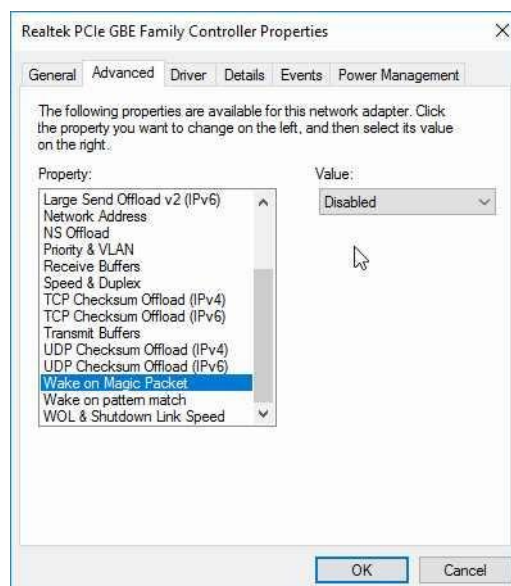 Realtek PCIe GBE Family Controller Properties
General Advanced Driver Details Events Power Management
The following properties are available for this network adapter. Click
the property you want to change on the left, and then select its value
on the right.
Property:
Value:
Large Send Offload v2 (IPv6)
Network Address
NS Offload
Priority & VLAN
Receive Buffers
Speed & Duplex
TCP Checksum Offload (IPv4)
TCP Checksum Offload (IPv6)
Transmit Buffers
UDP Checksum Offload (IPv4)
UDP Checksum Offload (IPv6)
Wake on Magic Packet
Wake on pattern match
WOL & Shutdown Link Speed
Disabled
OK
Cancel